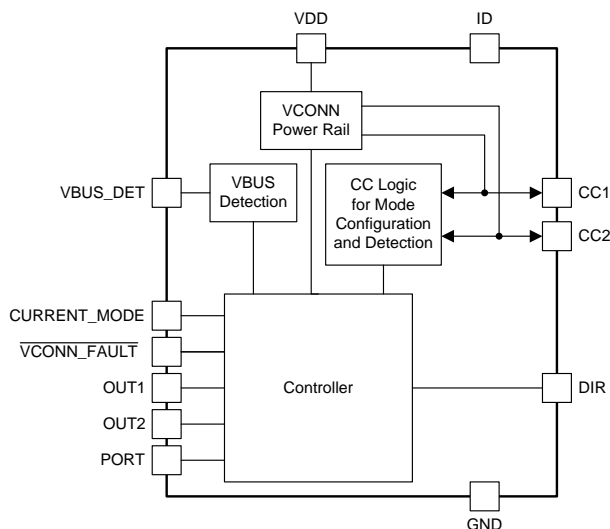 VDD
ID
VCONN
Power Rail
VBUS_DET
VBUS
Detection
CC Logic
for Mode
Configuration
and Detection
CC1
CC2
CURRENT_MODE
VCONN_FAULT
OUT1
Controller
DIR
OUT2
PORT
GND